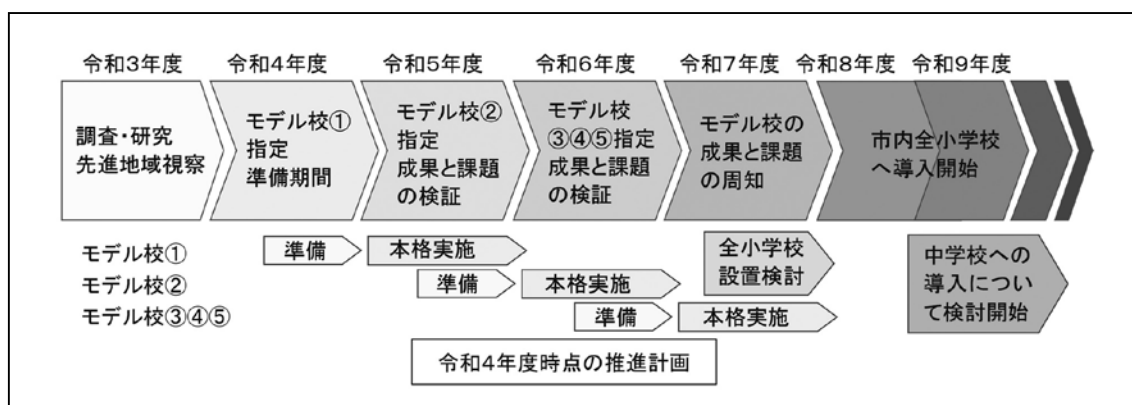 令和3年度 令和4年度 令和5年度 令和6年度 令和7年度 令和8年度 令和9年度
調査・研究
先進地域視察
モデル校①
指定
準備期間
モデル校②
指定
成果と課題
の検証
モデル校
③④⑤指定
成果と課題
の検証
モデル校の
成果と課題
の周知
市内全小学校
へ導入開始
モデル校①
準備
本格実施
モデル校②
準備
本格実施
モデル校③④⑤
準備
本格実施
全小学校
設置検討
中学校への
導入につい
て検討開始
令和4年度時点の推進計画